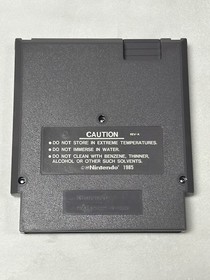 CAUTION
REV-A
•DO NOT STORE IN EXTREME TEMPERATURES.
•DO NOT IMMERSE IN WATER.
•DO NOT CLEAN WITH BENZENE, THINNER,
ALCOHOL OR OTHER SUCH SOLVENTS.
©Nintendo 1985